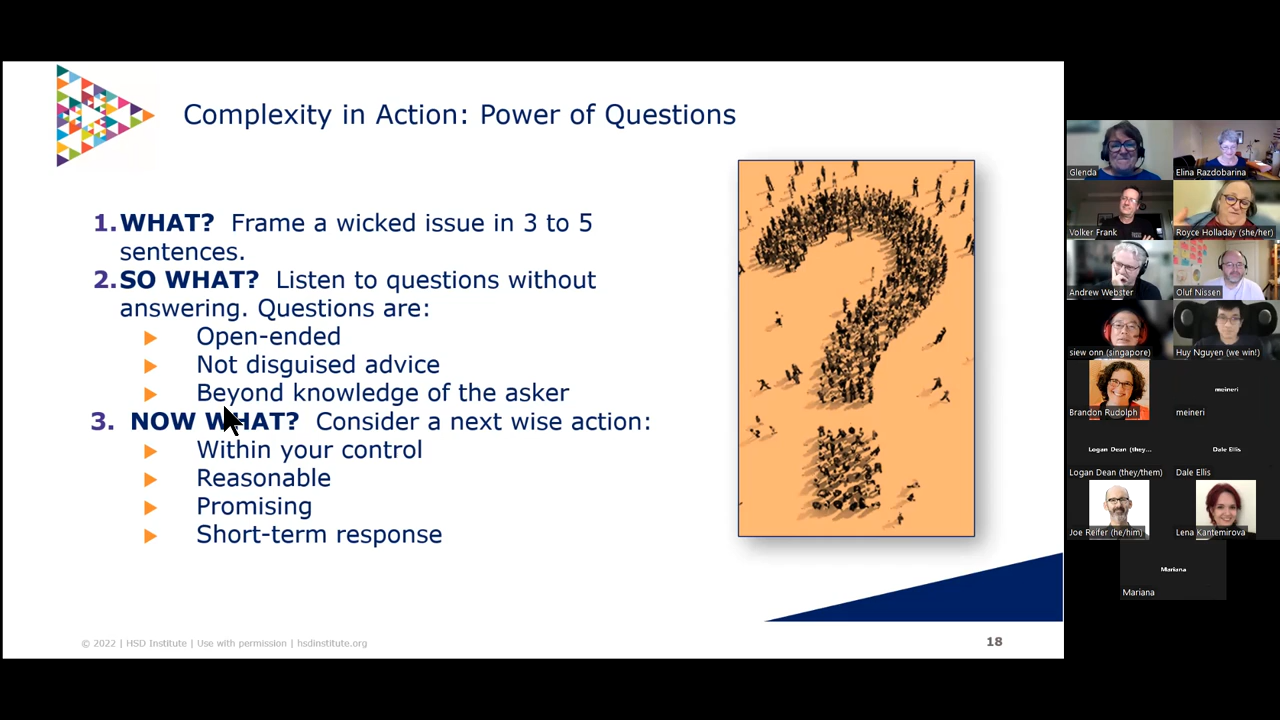 Complexity in Action: Power of Questions
1. WHAT? Frame a wicked issue in 3 to 5
sentences.
2. SO WHAT? Listen to questions without
answering. Questions are:
Open-ended
Not disguised advice
Beyond knowledge of the asker
3. NOW WHAT? Consider a next wise action:
Within your control
Reasonable
Promising
Short-term response
© 2022 | HSD Institute | Use with permission | hsdinstitute.org
18
Glenda
Elina Razdobarina
Volker Frank
Royce Holladay (she/her)
Andrew Webster
Oluf Nissen
siew onn (singapore)
Huy Nguyen (we win!)
Brandon Rudolph
meineri
meineri
Logan Dean (they...
Dale Ellis
Logan Dean (they/them)
Dale Ellis
Joe Reifer (he/him)
Lena Kantemirova
Mariana
Mariana